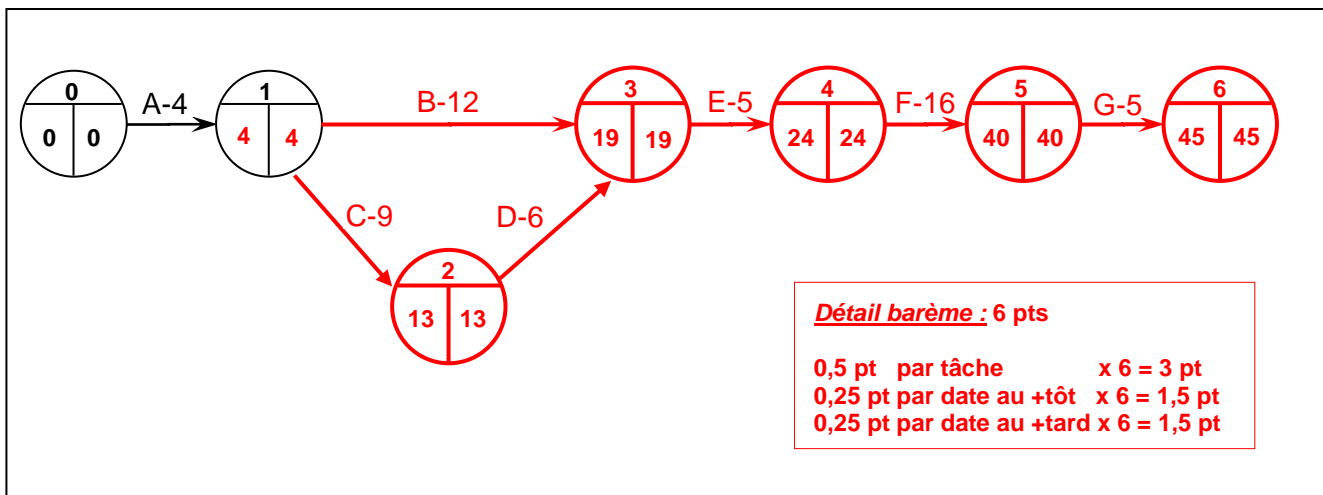 0
0 0
A-4
1
4 4
B-12
3
19 19
E-5
4
24 24
F-16
5
40 40
G-5
6
45 45
C-9
D-6
2
13 13
Détail barème : 6 pts
0,5 pt par tâche x 6 = 3 pt
0,25 pt par date au +tôt x 6 = 1,5 pt
0,25 pt par date au +tard x 6 = 1,5 pt